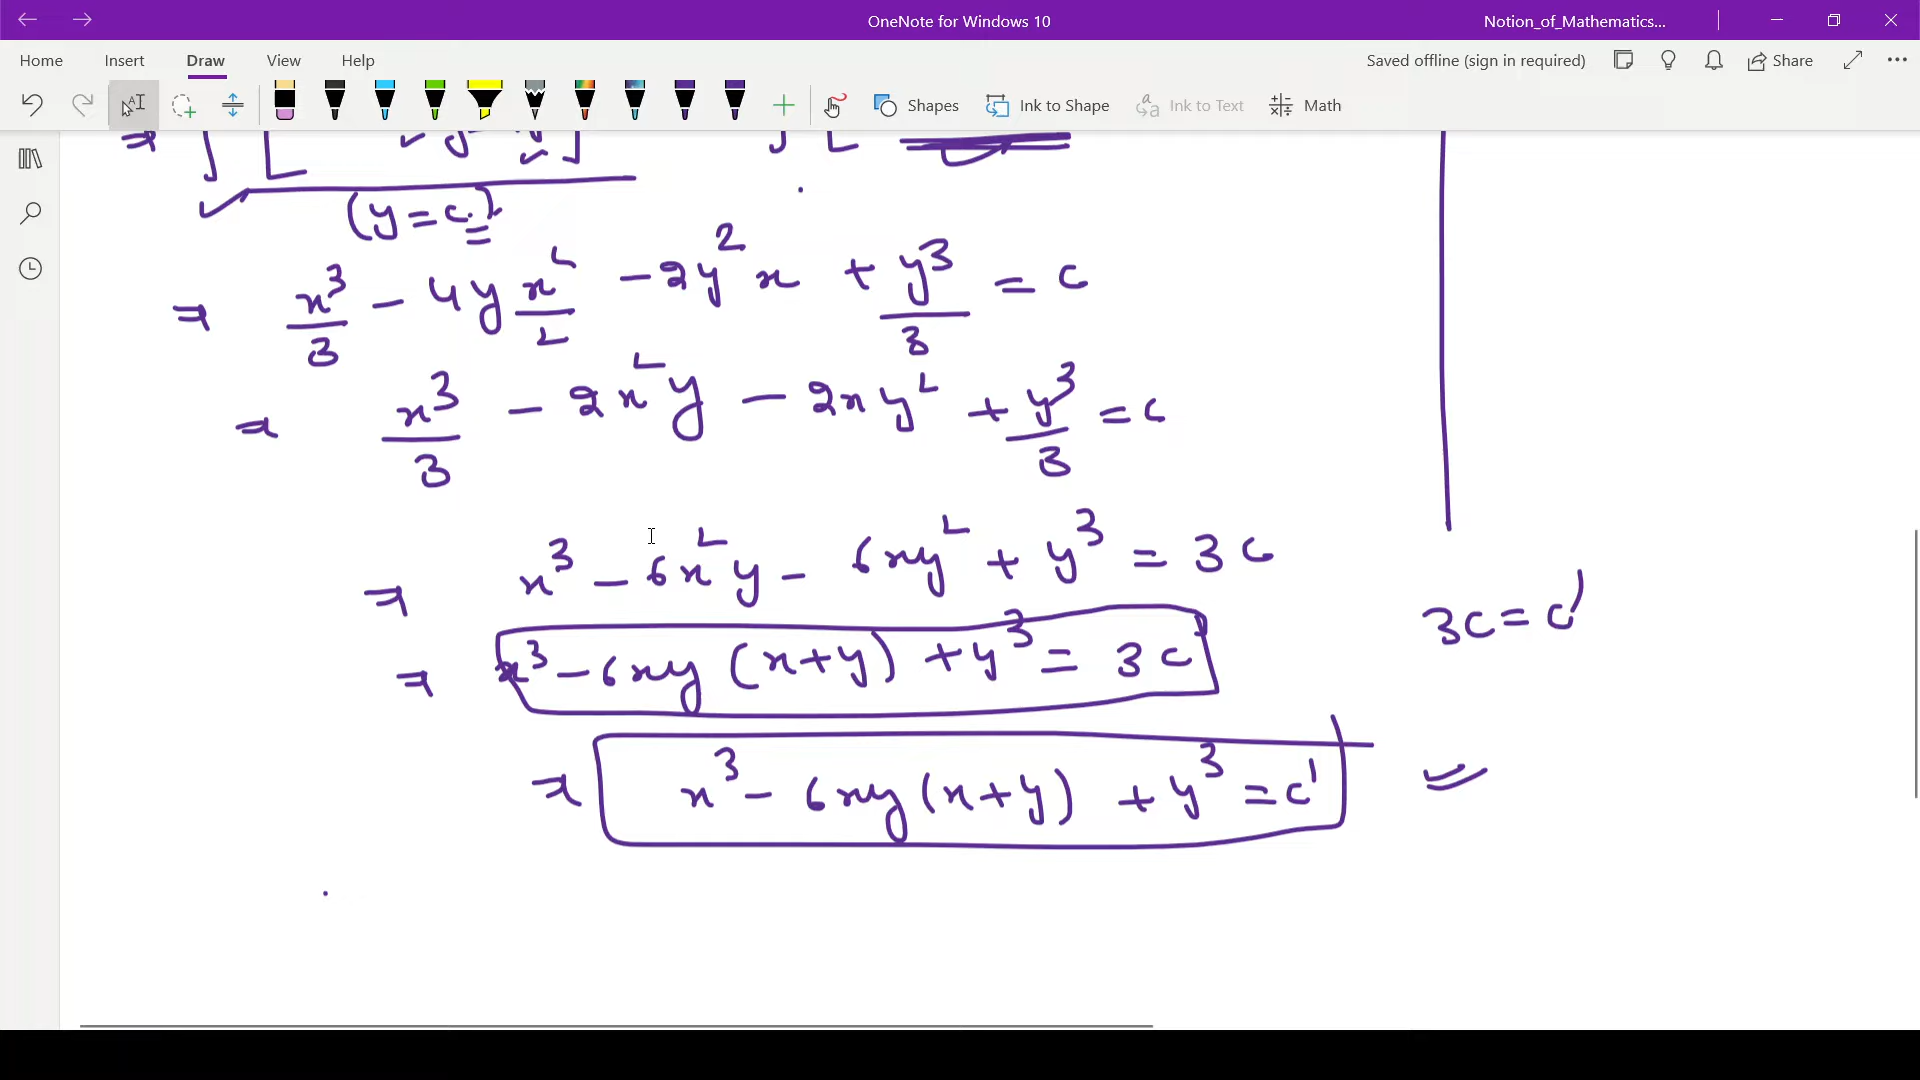 OneNote for Windows 10
Notion_of_Mathematics...
Home Insert Draw View Help
Saved offline (sign in required) Share
AI Shapes Ink to Shape Ink to Text Math
(y = c)
⇒ x³/3 - 4y x²/2 - 2y²x + y³/3 = c
⇒ x³/3 - 2x²y - 2xy² + y³/3 = c
⇒ x³ - 6x²y - 6xy² + y³ = 3c
3c = c'
⇒ x³ - 6xy(x+y) + y³ = 3c
⇒ x³ - 6xy(x+y) + y³ = c'